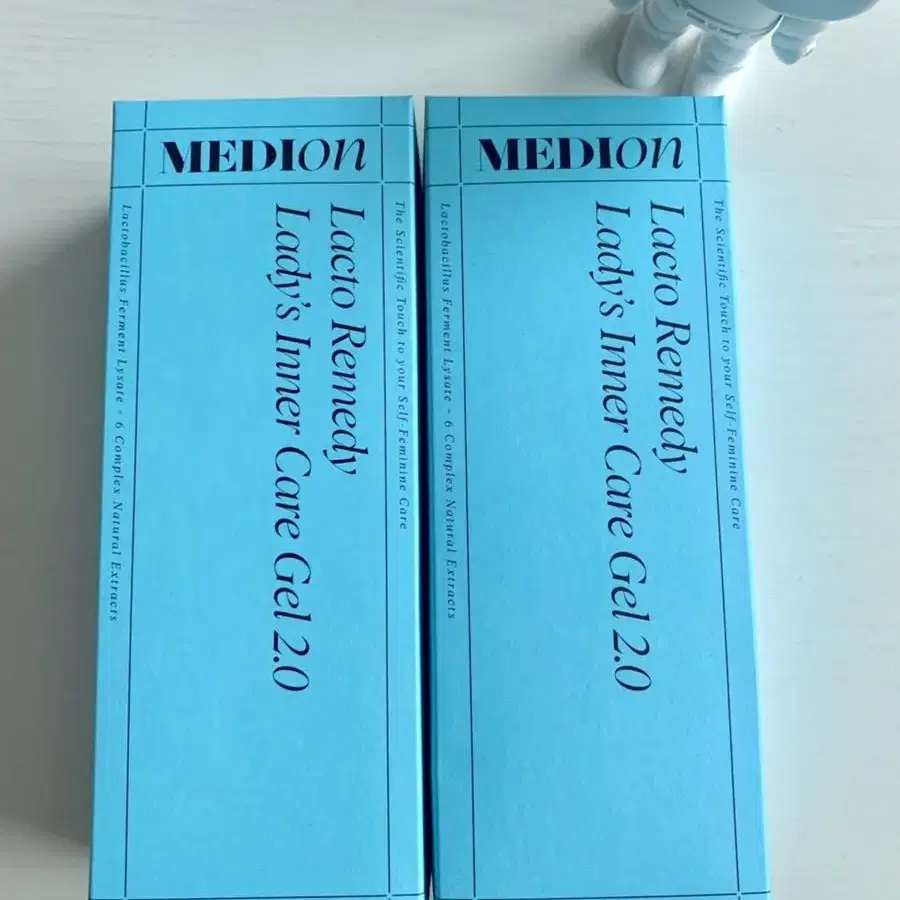 MEDION
The Scientific Touch to your Self-Feminine Care
Lacto Remedy
Lady's Inner Care Gel 2.0
Lactobacillus Ferment Lysate + 6 Complex Natural Extracts
MEDION
The Scientific Touch to your Self-Feminine Care
Lacto Remedy
Lady's Inner Care Gel 2.0
Lactobacillus Ferment Lysate + 6 Complex Natural Extracts